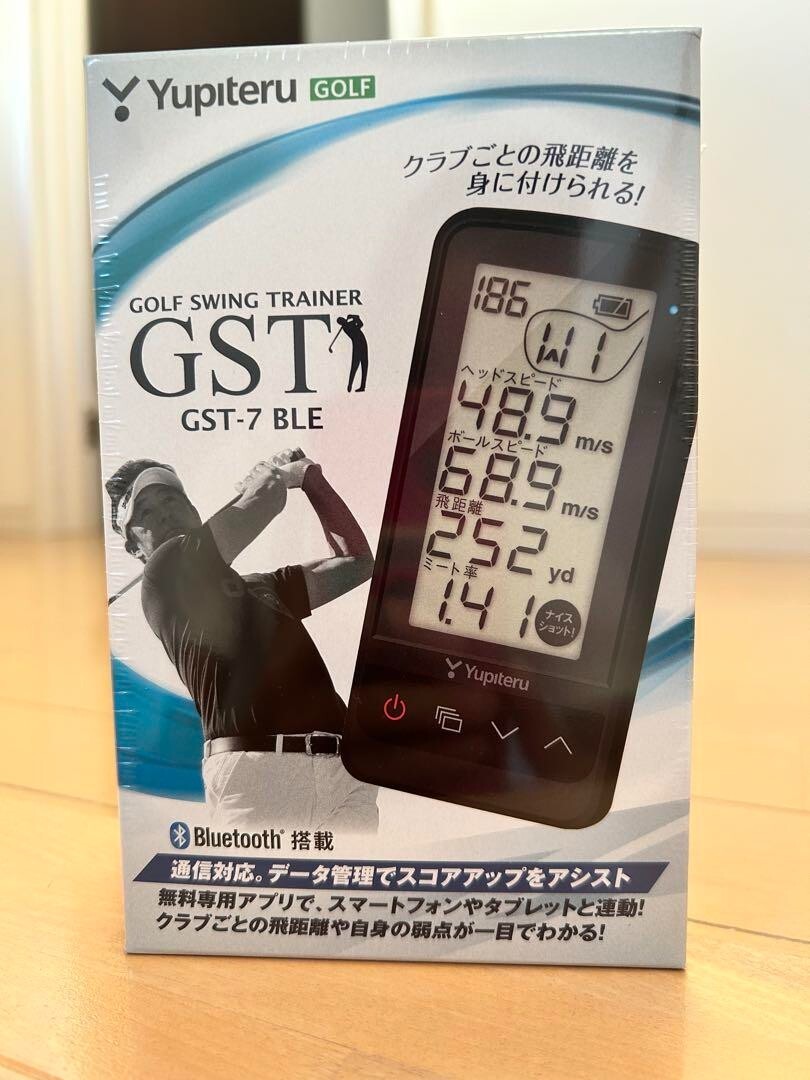 Yupiteru GOLF
クラブごとの飛距離を
身に付けられる!
GOLF SWING TRAINER
GST
GST-7 BLE
186
W1
ヘッドスピード
48.9 m/s
ボールスピード
68.9 m/s
飛距離
252 yd
ミート率
1.41
ナイス
ショット!
Yupiteru
Bluetooth® 搭載
通信対応。データ管理でスコアアップをアシスト
無料専用アプリで、スマートフォンやタブレットと連動!
クラブごとの飛距離や自身の弱点が一目でわかる!